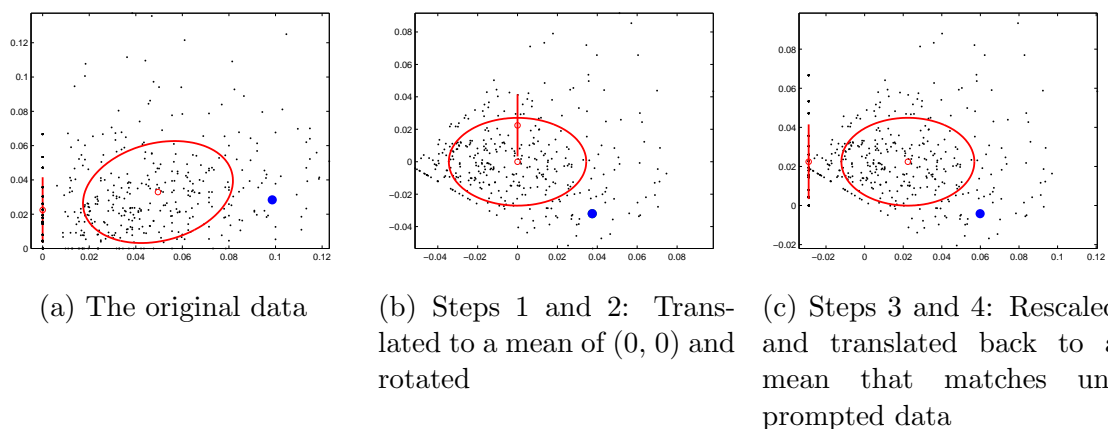 0.12
0.1
0.08
0.06
0.04
0.02
0
0 0.02 0.04 0.06 0.08 0.1 0.12
0.08
0.06
0.04
0.02
0
−0.02
−0.04
−0.04 −0.02 0 0.02 0.04 0.06 0.08
0.08
0.06
0.04
0.02
0
−0.02
−0.02 0 0.02 0.04 0.06 0.08 0.1 0.12
(a) The original data
(b) Steps 1 and 2: Trans-
lated to a mean of (0, 0) and
rotated
(c) Steps 3 and 4: Rescaled
and translated back to a
mean that matches un
prompted data